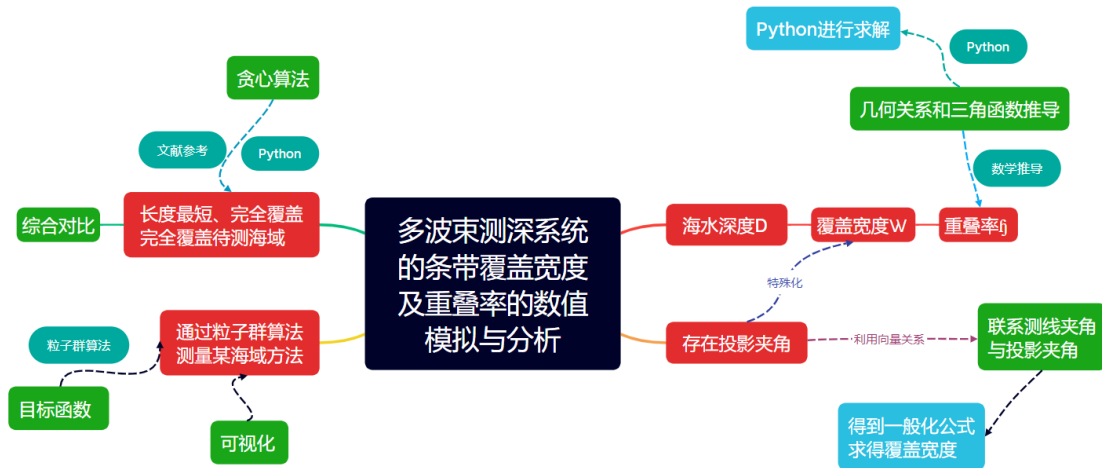 Python进行求解
Python
贪心算法
几何关系和三角函数推导
文献参考
Python
数学推导
综合对比
长度最短、完全覆盖
完全覆盖待测海域
多波束测深系统
的条带覆盖宽度
及重叠率的数值
模拟与分析
海水深度D
覆盖宽度W
重叠率
特殊化
粒子群算法
通过粒子群算法
测量某海域方法
存在投影夹角
利用向量关系
联系测线夹角
与投影夹角
目标函数
可视化
得到一般化公式
求得覆盖宽度